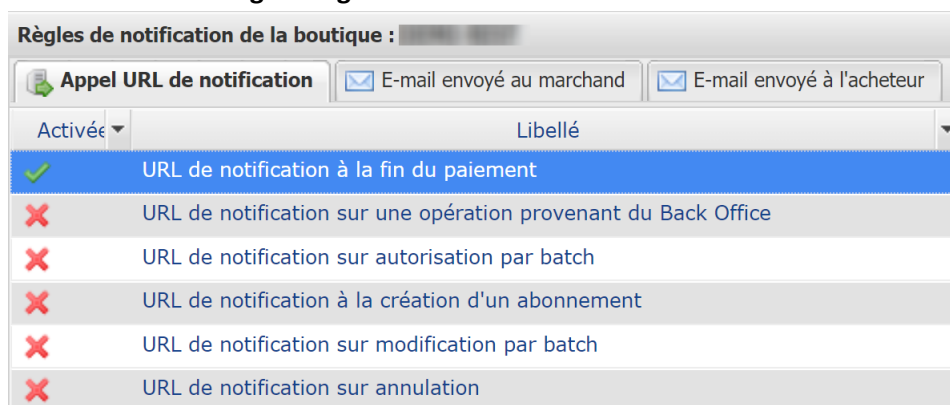 Règles de notification de la boutique :
Appel URL de notification E-mail envoyé au marchand E-mail envoyé à l'acheteur
Activée Libellé
URL de notification à la fin du paiement
URL de notification sur une opération provenant du Back Office
URL de notification sur autorisation par batch
URL de notification à la création d'un abonnement
URL de notification sur modification par batch
URL de notification sur annulation